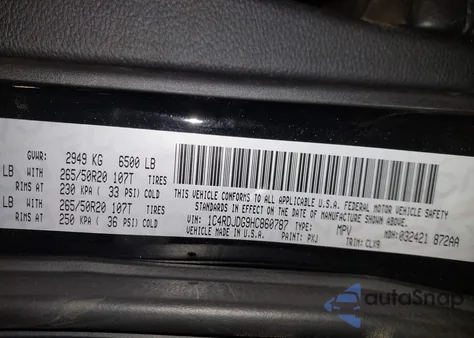 GVWR: 2949 KG 6500 LB
LB WITH 265/50R20 107T TIRES
RIMS AT 230 KPA ( 33 PSI) COLD
LB WITH 265/50R20 107T TIRES
RIMS AT 250 KPA ( 36 PSI) COLD
THIS VEHICLE CONFORMS TO ALL APPLICABLE U.S.A.
FEDERAL MOTOR VEHICLE SAFETY
STANDARDS IN EFFECT ON THE DATE OF MANUFACTURE SHOWN ABOVE.
VIN: 1C4RDJDG9HC860787 TYPE: MPV
VEHICLE MADE IN U.S.A. PAINT: PXJ TRIM: CLX9 MDH: 032421 872AA
autoSnap